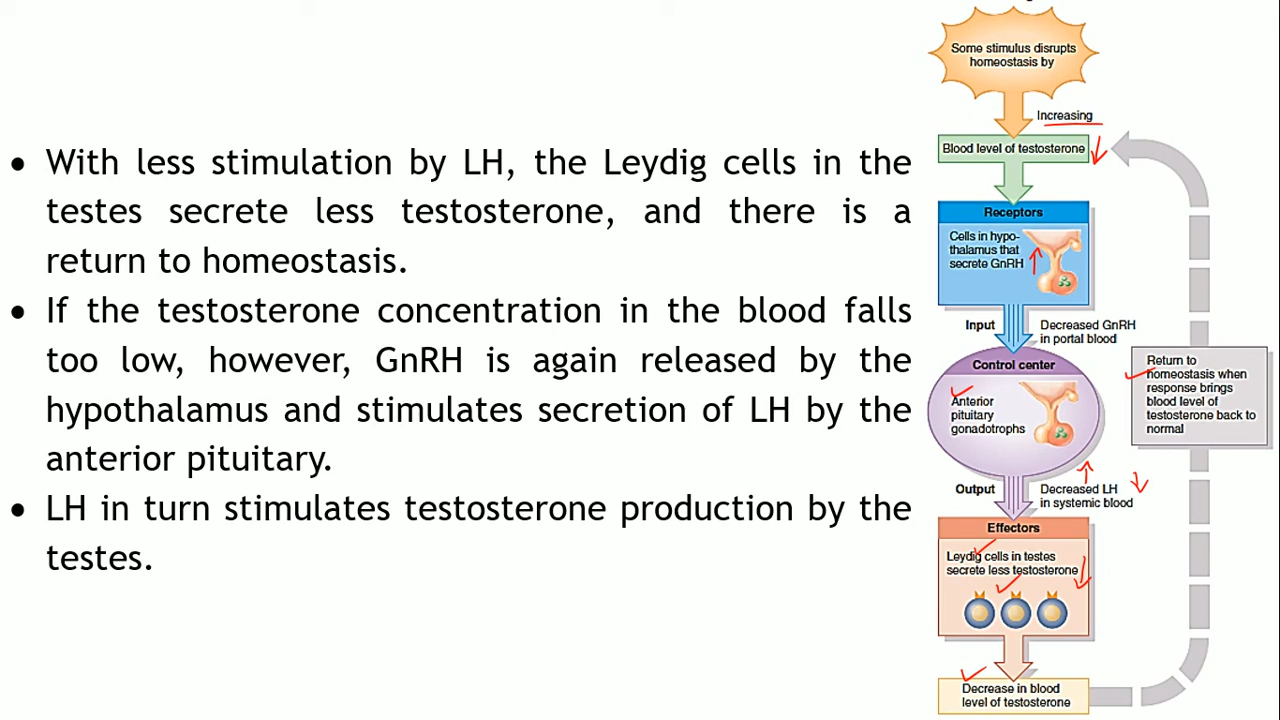 • With less stimulation by LH, the Leydig cells in the
testes secrete less testosterone, and there is a
return to homeostasis.
• If the testosterone concentration in the blood falls
too low, however, GnRH is again released by the
hypothalamus and stimulates secretion of LH by the
anterior pituitary.
• LH in turn stimulates testosterone production by the
testes.
Some stimulus disrupts
homeostasis by
Increasing
Blood level of testosterone
Receptors
Cells in hypo-
thalamus that
secrete GnRH
Input
Decreased GnRH
in portal blood
Control center
Anterior
pituitary
gonadotrophs
Return to
homeostasis when
response brings
blood level of
testosterone back to
normal
Output
Decreased LH
in systemic blood
Effectors
Leydig cells in testes
secrete less testosterone
Decrease in blood
level of testosterone